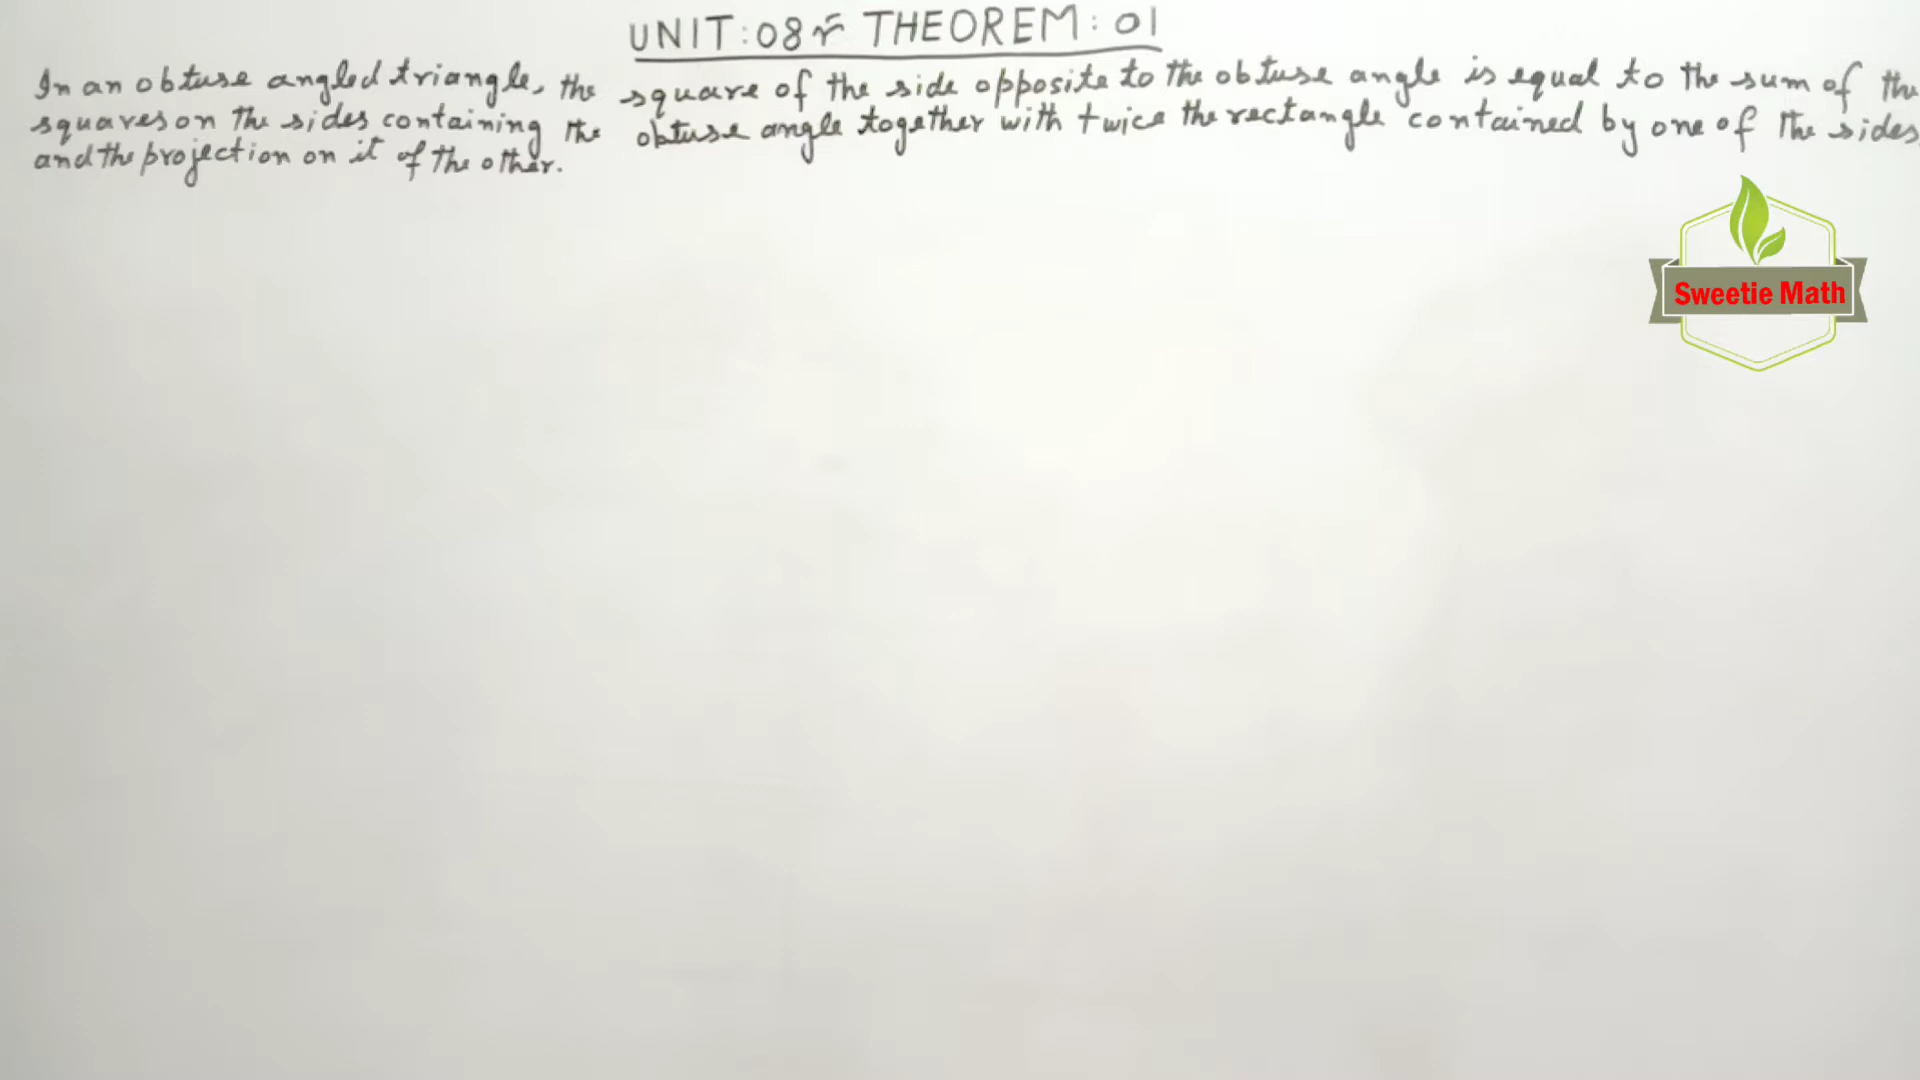 UNIT:08 THEOREM:01
In an obtuse angled triangle, the square of the side opposite to the obtuse angle is equal to the sum of the
squares on the sides containing the obtuse angle together with twice the rectangle contained by one of the sides,
and the projection on it of the other.
Sweetie Math